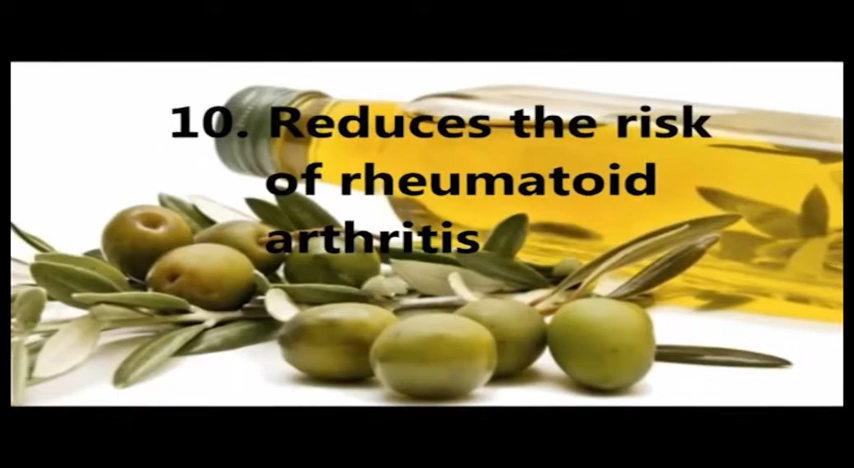 10. Reduces the risk
of rheumatoid
arthritis